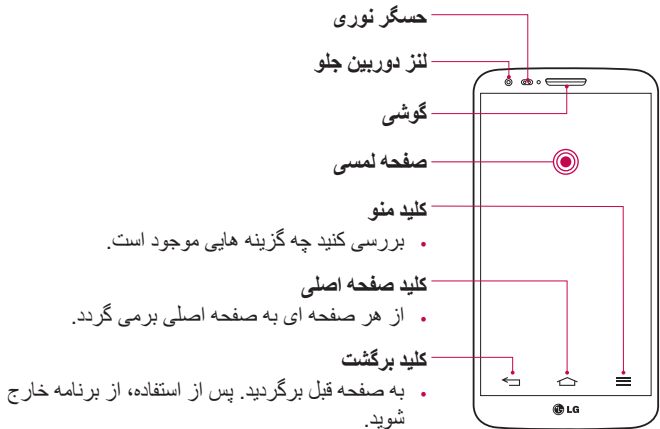 حسگر نوری
لنز دوربین جلو
گوشی
صفحه لمسی
کلید منو
• بررسی کنید چه گزینه هایی موجود است.
کلید صفحه اصلی
• از هر صفحه ای به صفحه اصلی برمی گردد.
کلید برگشت
• به صفحه قبل برگردید. پس از استفاده، از برنامه خارج
شوید.
LG